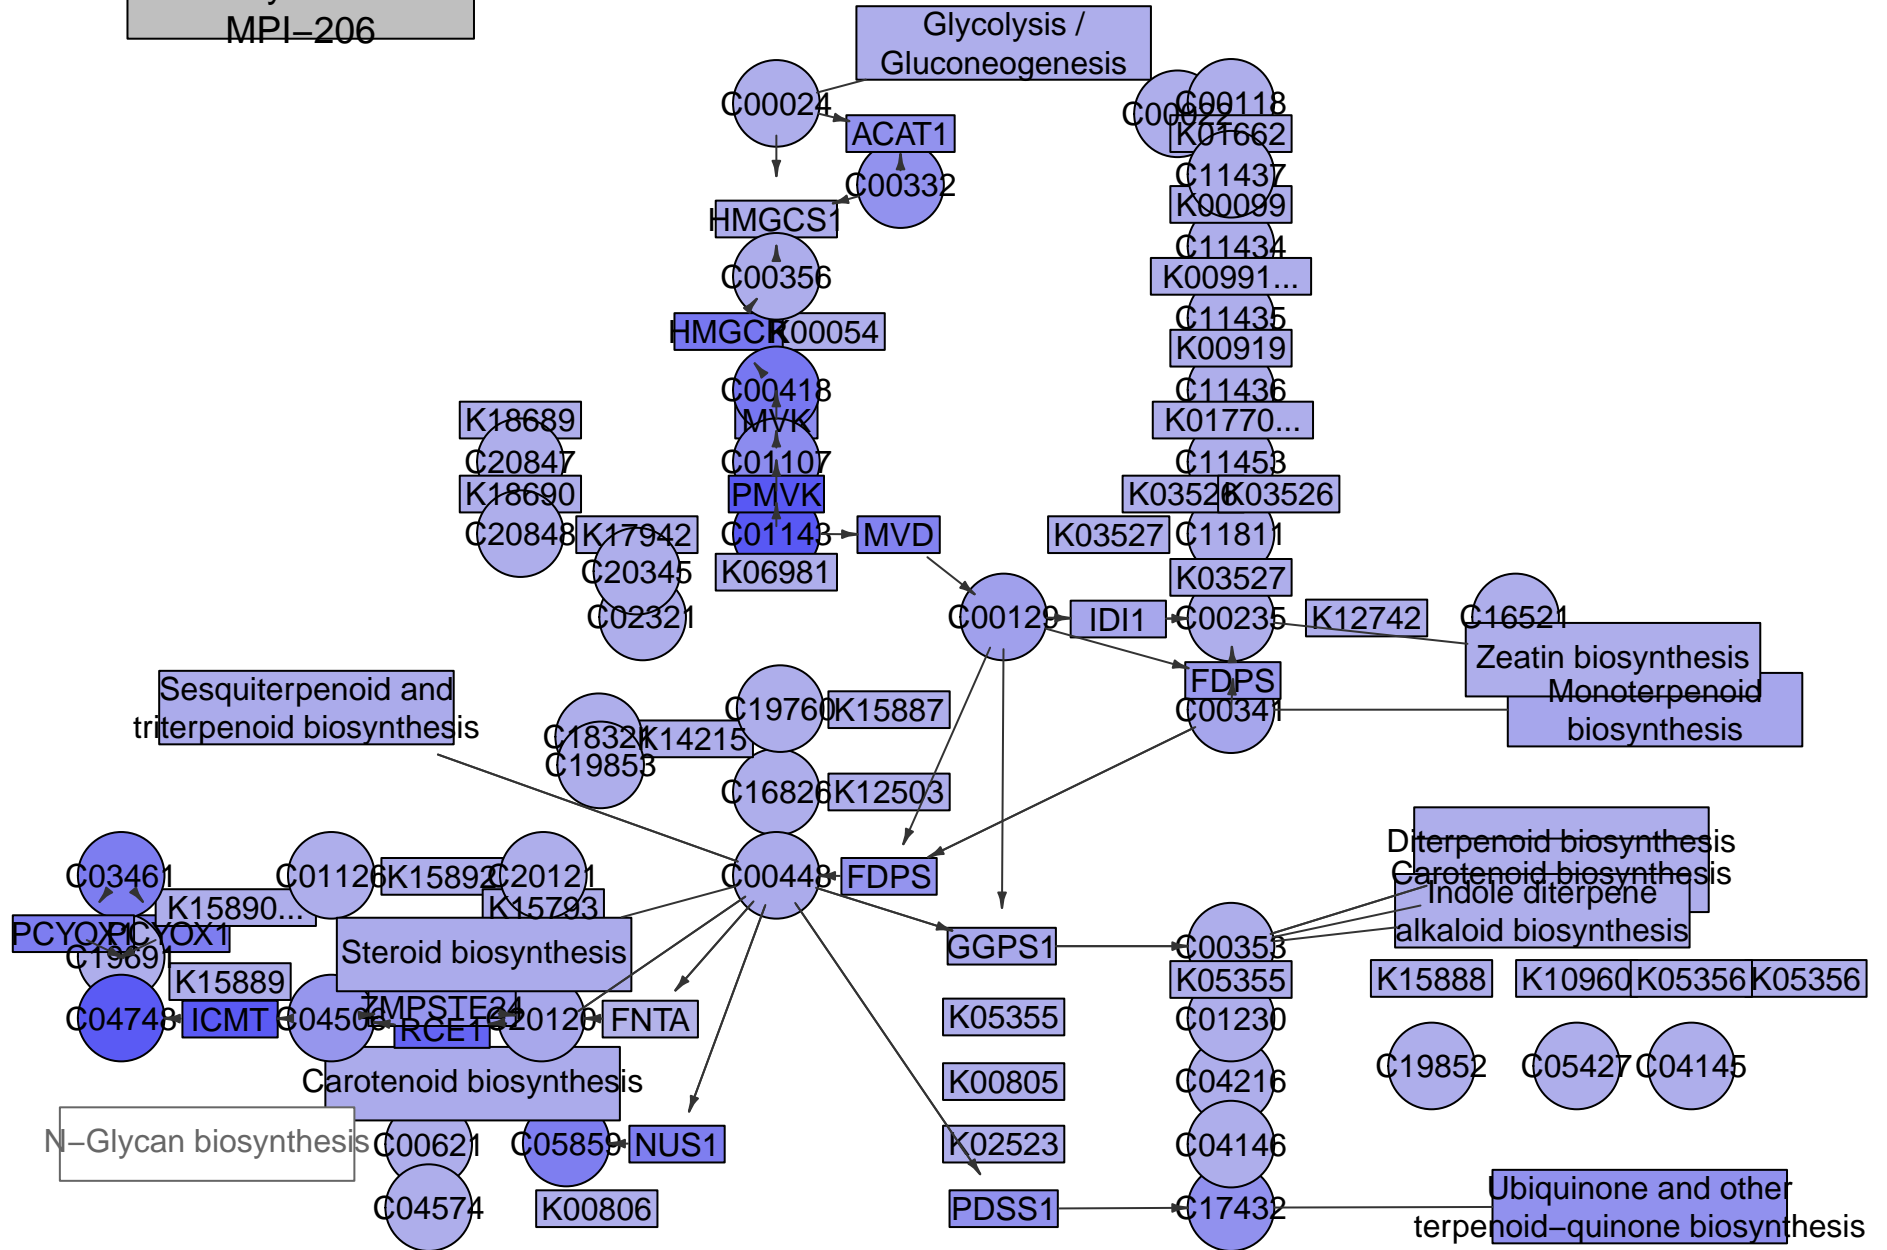 MPI−206
Glycolysis /
Gluconeogenesis
C00024
C00022
C00118
ACAT1
K01662
C00332
C11437
HMGCS1
K00099
C11434
C00356
K00991...
C11435
HMGCR
K00054
K00919
C00418
C11436
K18689
MVK
K01770...
C20847
C01107
C11453
K18690
PMVK
K03526
K03526
C20848
K17942
C01143
MVD
K03527
C11811
C20345
K06981
K03527
C02321
C00129
IDI1
C00235
K12742
C16521
Zeatin biosynthesis
FDPS
Monoterpenoid
biosynthesis
Sesquiterpenoid and
triterpenoid biosynthesis
C19760
K15887
C00341
C18324
K14215
C19853
C16826
K12503
Diterpenoid biosynthesis
Carotenoid biosynthesis
Indole diterpene
alkaloid biosynthesis
C03461
C01126
K15892
C20121
C00448
FDPS
K15890...
K15793
PCYOX1
PCYOX1
C19691
Steroid biosynthesis
GGPS1
C00353
K15889
K05355
K15888
K10960
K05356
K05356
C04748
ICMT
C04506
ZMPSTE24
RCE1
C20120
FNTA
K05355
C01230
C19852
C05427
C04145
Carotenoid biosynthesis
K00805
C04216
N−Glycan biosynthesis
C00621
C05859
NUS1
K02523
C04146
C04574
K00806
PDSS1
C17432
Ubiquinone and other
terpenoid−quinone biosynthesis